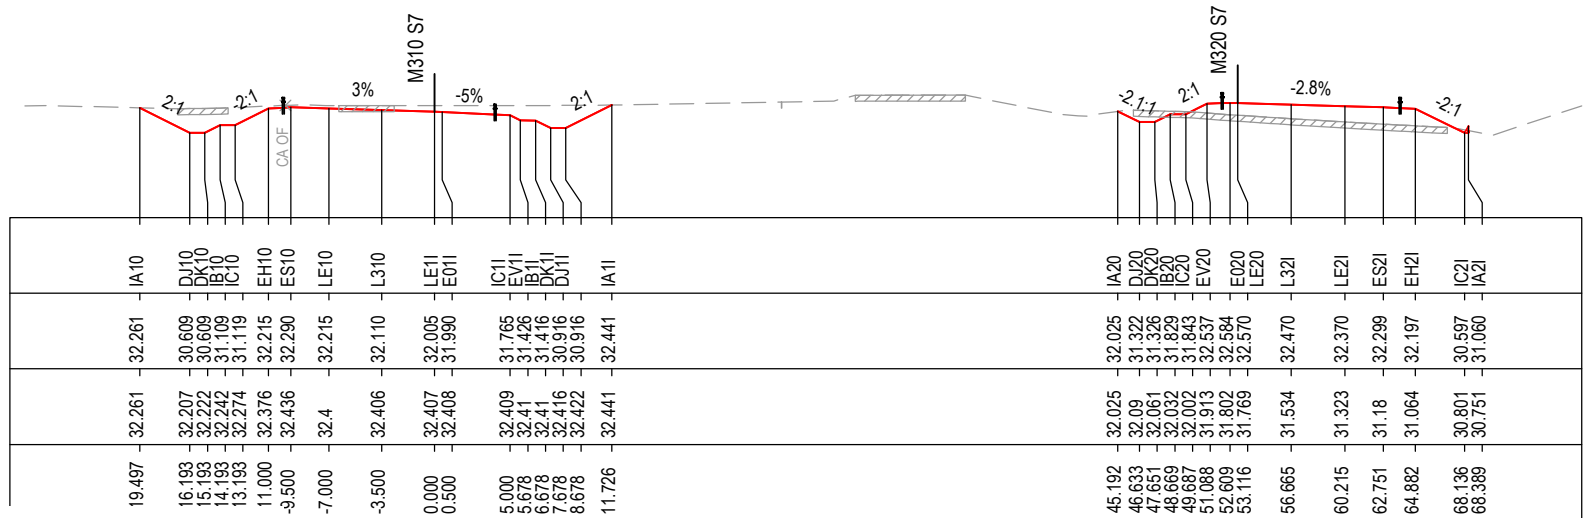 M310 S7
M320 S7
2:1
-2:1
3%
-5%
2:1
-2.1:1
2:1
-2.8%
-2:1
CA OF
IA10 DJ10 DK10 IB10 IC10 EH10 ES10 LE10 L310 LE1I E01I IC1I EV1I IB1I DK1I DJ1I IA1I IA20 DJ20 DK20 IB20 IC20 EV20 E020 LE20 L32I LE2I ES2I EH2I IC2I IA2I
32.261 30.609 30.609 31.109 31.119 32.215 32.290 32.215 32.110 32.005 31.990 31.765 31.426 31.416 30.916 30.916 32.441 32.025 31.322 31.326 31.829 31.843 32.537 32.584 32.570 32.470 32.370 32.299 32.197 30.597 31.060
32.261 32.207 32.222 32.242 32.274 32.376 32.436 32.4 32.406 32.407 32.408 32.409 32.41 32.41 32.416 32.422 32.441 32.025 32.09 32.061 32.032 32.002 31.913 31.802 31.769 31.534 31.323 31.18 31.064 30.801 30.751
19.497 16.193 15.193 14.193 13.193 11.000 -9.500 -7.000 -3.500 0.000 0.500 5.000 5.678 6.678 7.678 8.678 11.726 45.192 46.633 47.651 48.669 49.687 51.088 52.609 53.116 56.665 60.215 62.751 64.882 68.136 68.389